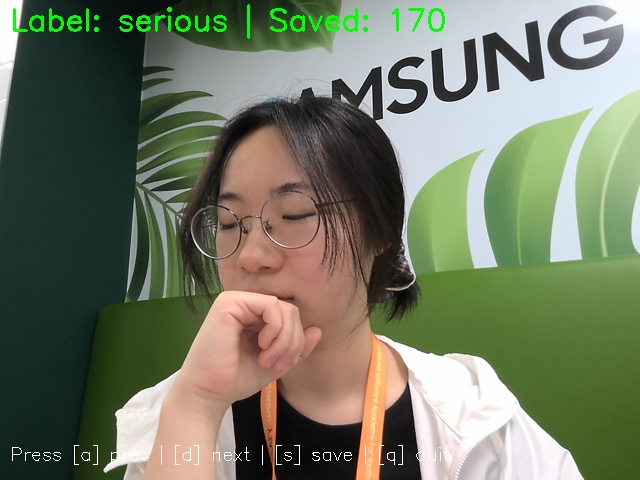 Label: serious | Saved: 170
AMSUNG
Press [a] prev | [d] next | [s] save | [q] quit